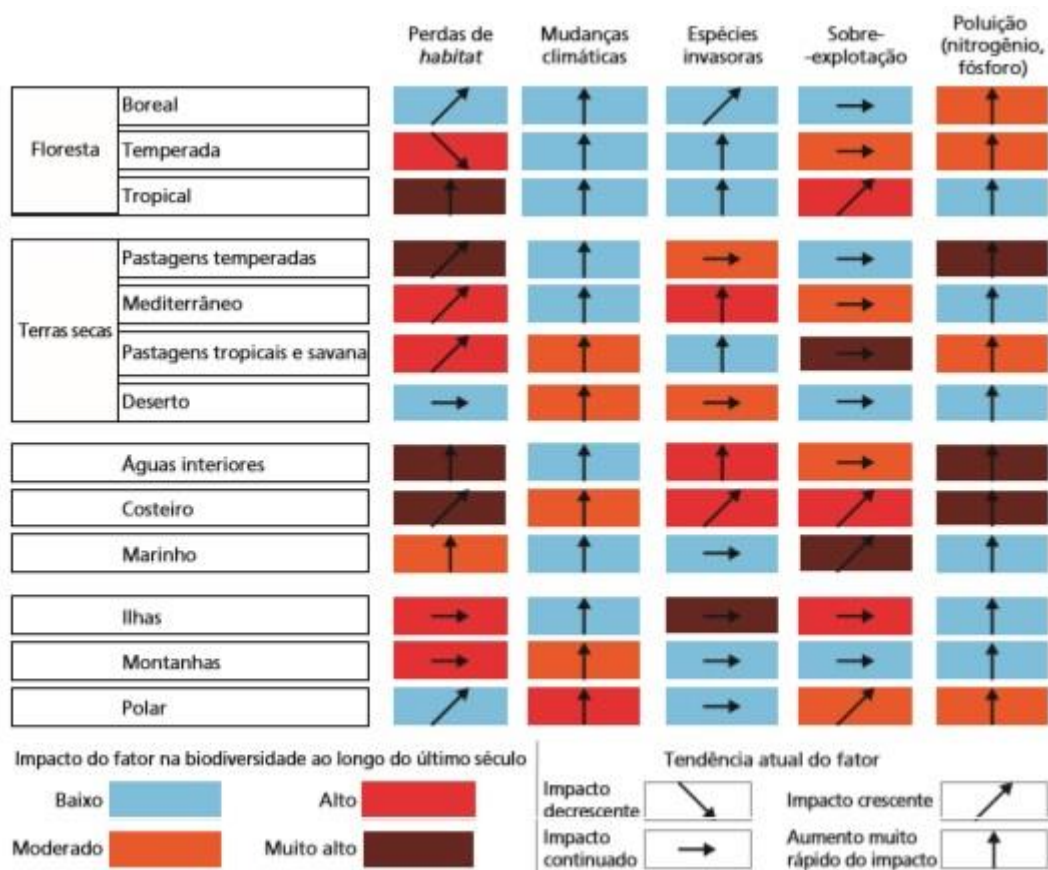 Perdas de
habitat
Mudanças
climáticas
Espécies
invasoras
Sobre-
-explotação
Poluição
(nitrogênio,
fósforo)
Floresta
Boreal
Temperada
Tropical
Terras secas
Pastagens temperadas
Mediterrâneo
Pastagens tropicais e savana
Deserto
Águas interiores
Costeiro
Marinho
Ilhas
Montanhas
Polar
Impacto do fator na biodiversidade ao longo do último século
Baixo
Alto
Moderado
Muito alto
Tendência atual do fator
Impacto
decrescente
Impacto crescente
Impacto
continuado
Aumento muito
rápido do impacto